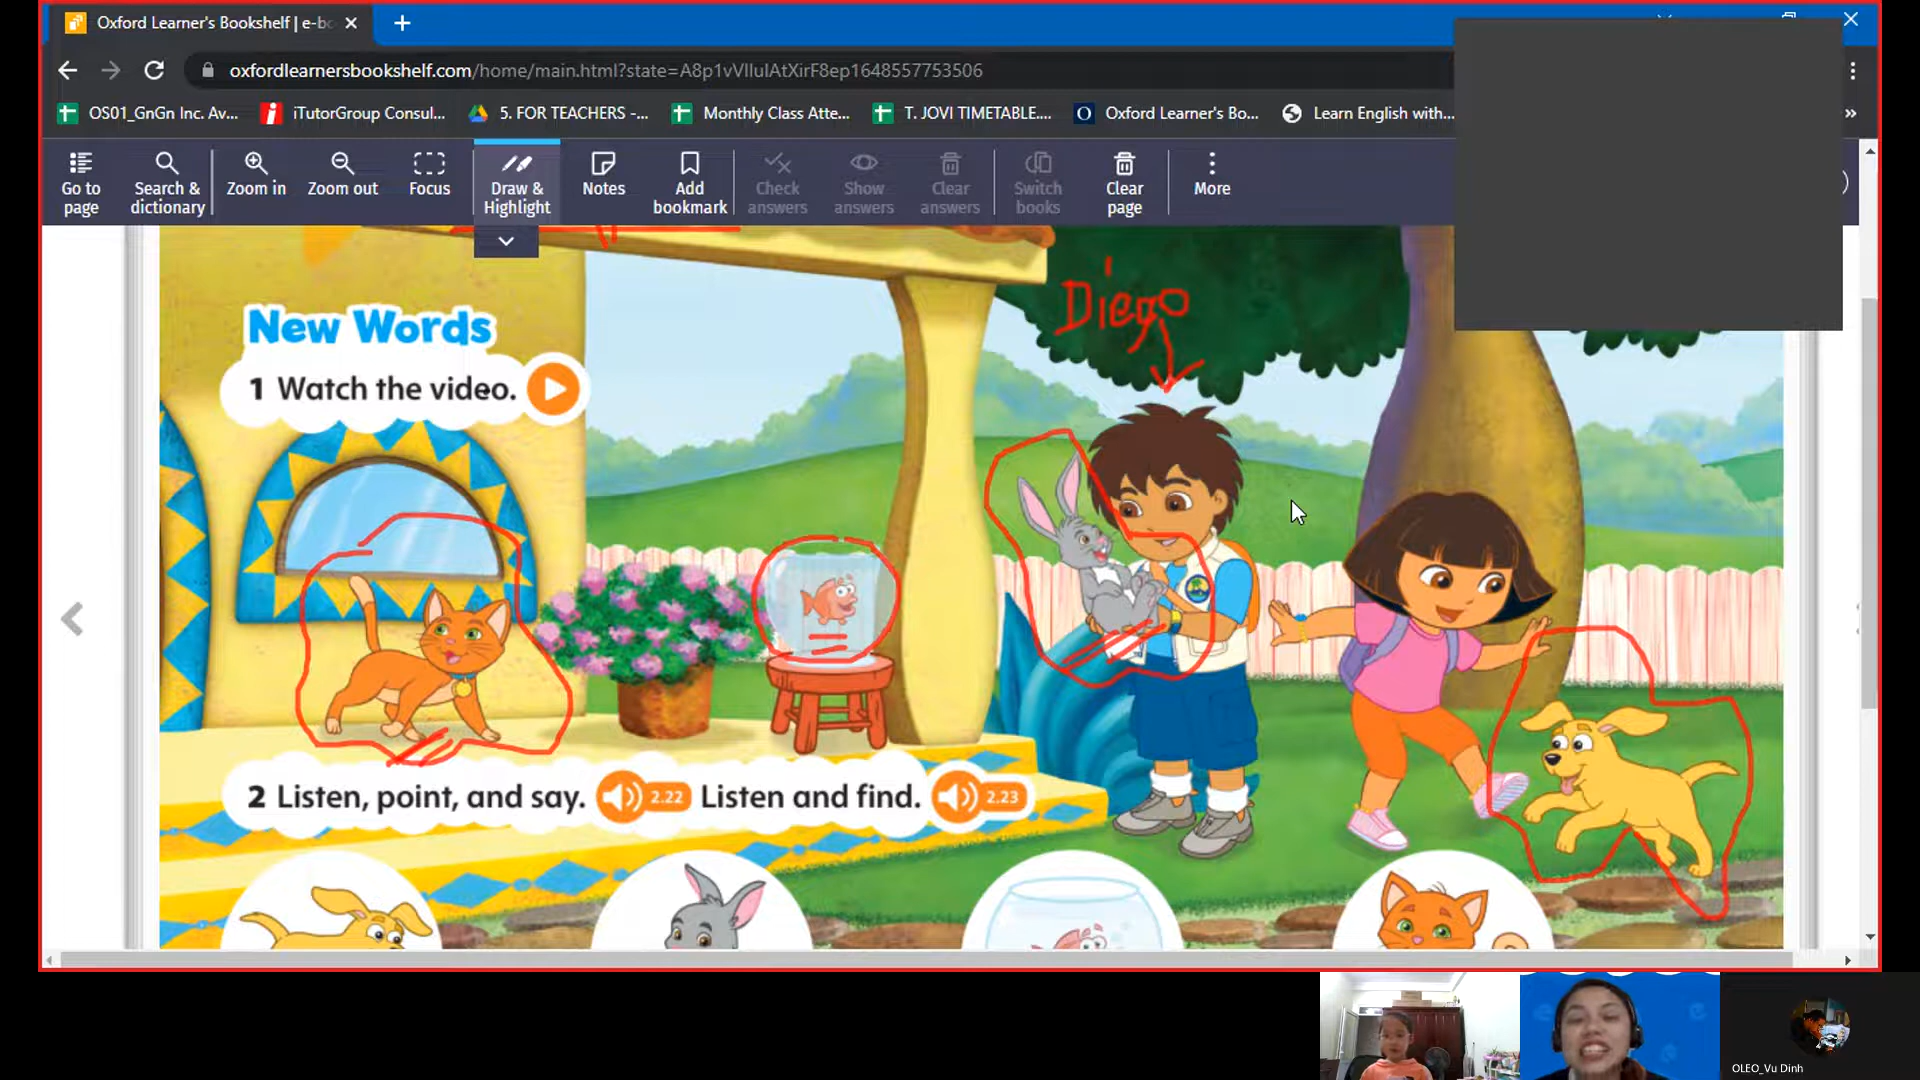 Oxford Learner's Bookshelf | e-bo
oxfordlearnersbookshelf.com/home/main.html?state=A8p1vVlIulAtXirF8ep1648557753506
OS01_GnGn Inc. Av... iTutorGroup Consul... 5. FOR TEACHERS -... Monthly Class Atte... T. JOVI TIMETABLE.... Oxford Learner's Bo... Learn English with...
Go to page
Search & dictionary
Zoom in
Zoom out
Focus
Draw & Highlight
Notes
Add bookmark
Check answers
Show answers
Clear answers
Switch books
Clear page
More
Diego
New Words
1 Watch the video.
2 Listen, point, and say. 2.22 Listen and find. 2.23
OLEO_Vu Dinh